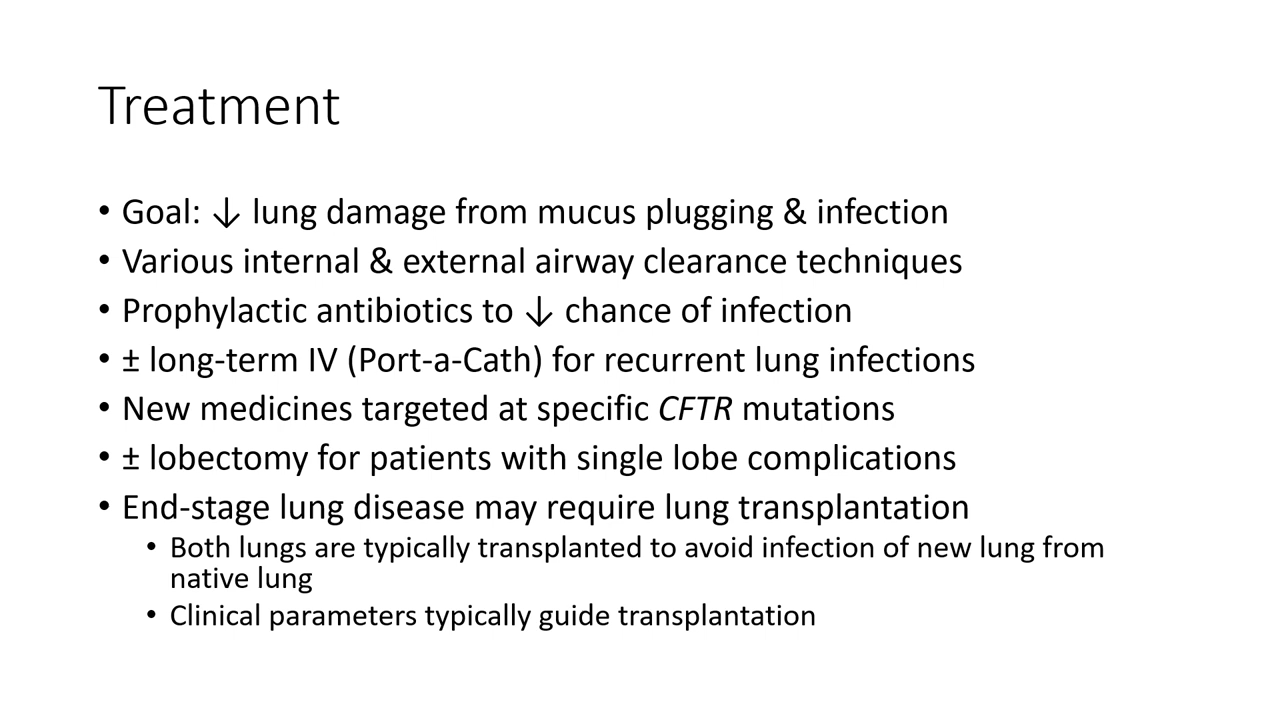 Treatment
• Goal: ↓ lung damage from mucus plugging & infection
• Various internal & external airway clearance techniques
• Prophylactic antibiotics to ↓ chance of infection
• ± long-term IV (Port-a-Cath) for recurrent lung infections
• New medicines targeted at specific CFTR mutations
• ± lobectomy for patients with single lobe complications
• End-stage lung disease may require lung transplantation
• Both lungs are typically transplanted to avoid infection of new lung from
native lung
• Clinical parameters typically guide transplantation